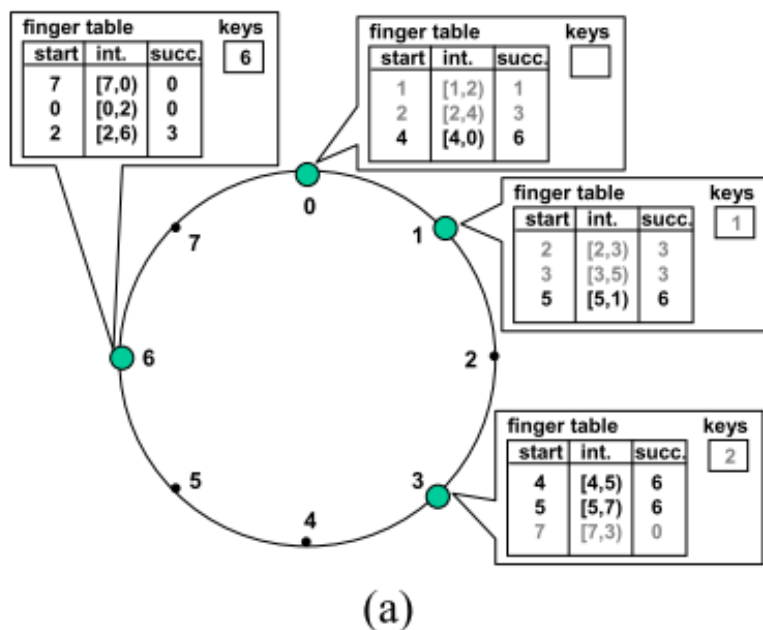 finger table keys
start int. succ. 6
7 [7,0) 0
0 [0,2) 0
2 [2,6) 3
finger table keys
start int. succ.
1 [1,2) 1
2 [2,4) 3
4 [4,0) 6
finger table keys
start int. succ. 1
2 [2,3) 3
3 [3,5) 3
5 [5,1) 6
finger table keys
start int. succ. 2
4 [4,5) 6
5 [5,7) 6
7 [7,3) 0
0
1
2
3
4
5
6
7
(a)